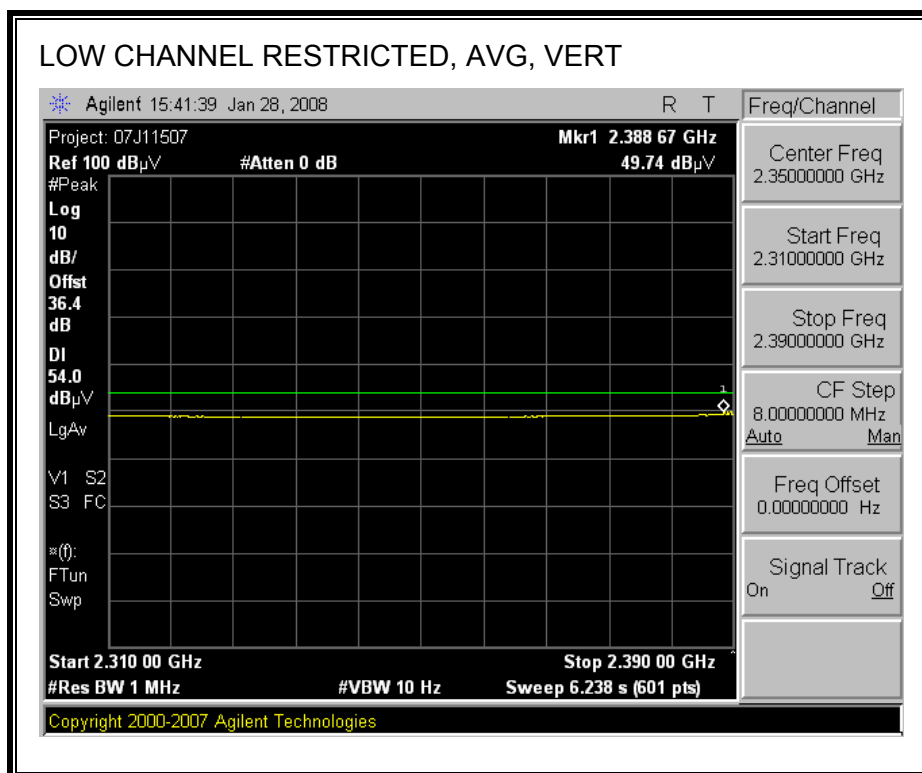 LOW CHANNEL RESTRICTED, AVG, VERT
Agilent 15:41:39 Jan 28, 2008 R T
Freq/Channel
Project: 07J11507 Mkr1 2.388 67 GHz
Ref 100 dBµV #Atten 0 dB 49.74 dBµV
#Peak
Log
10
dB/
Offst
36.4
dB
DI
54.0
dBµV
LgAv
V1 S2
S3 FC
¤(f):
FTun
Swp
1
Start 2.310 00 GHz Stop 2.390 00 GHz
#Res BW 1 MHz #VBW 10 Hz Sweep 6.238 s (601 pts)
Copyright 2000-2007 Agilent Technologies
Center Freq
2.35000000 GHz
Start Freq
2.31000000 GHz
Stop Freq
2.39000000 GHz
CF Step
8.00000000 MHz
Auto Man
Freq Offset
0.00000000 Hz
Signal Track
On Off